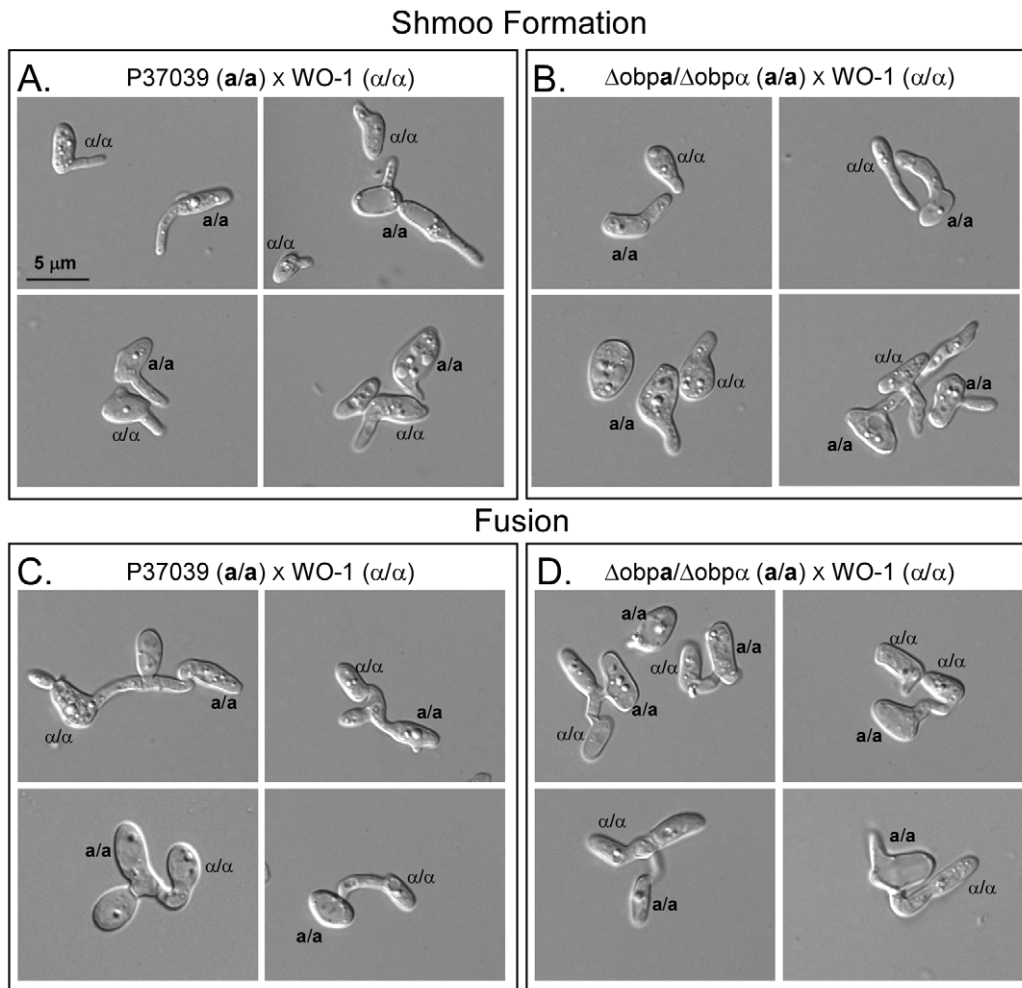 Shmoo Formation
A. P37039 (a/a) x WO-1 (α/α)
α/α
a/a
5 μm
α/α
a/a
α/α
a/a
α/α
a/a
α/α
B. Δobpa/Δobpα (a/a) x WO-1 (α/α)
α/α
a/a
α/α
a/a
a/a
α/α
α/α
a/a
a/a
Fusion
C. P37039 (a/a) x WO-1 (α/α)
a/a
α/α
α/α
a/a
a/a
α/α
α/α
a/a
D. Δobpa/Δobpα (a/a) x WO-1 (α/α)
a/a
α/α
a/a
a/a
α/α
α/α
α/α
a/a
α/α
a/a
a/a
α/α